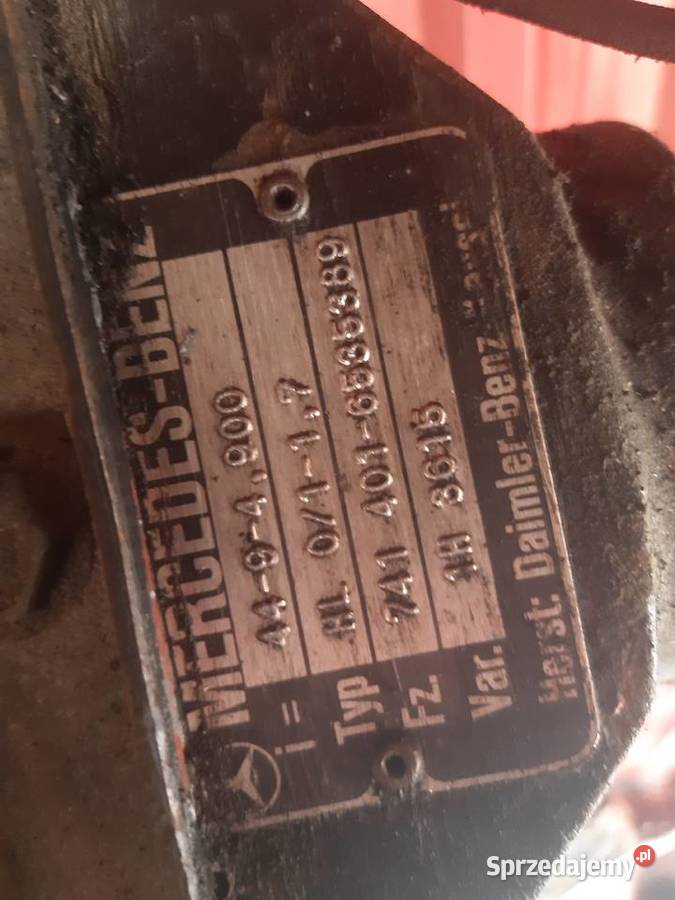 MERCEDES-BENZ
i = 44-9-4,900
Typ HL 0/1-1,7
Fz. 741 401-6535389
Var. 1H 3615
Herst: Daimler-Benz
Sprzedajemy.pl